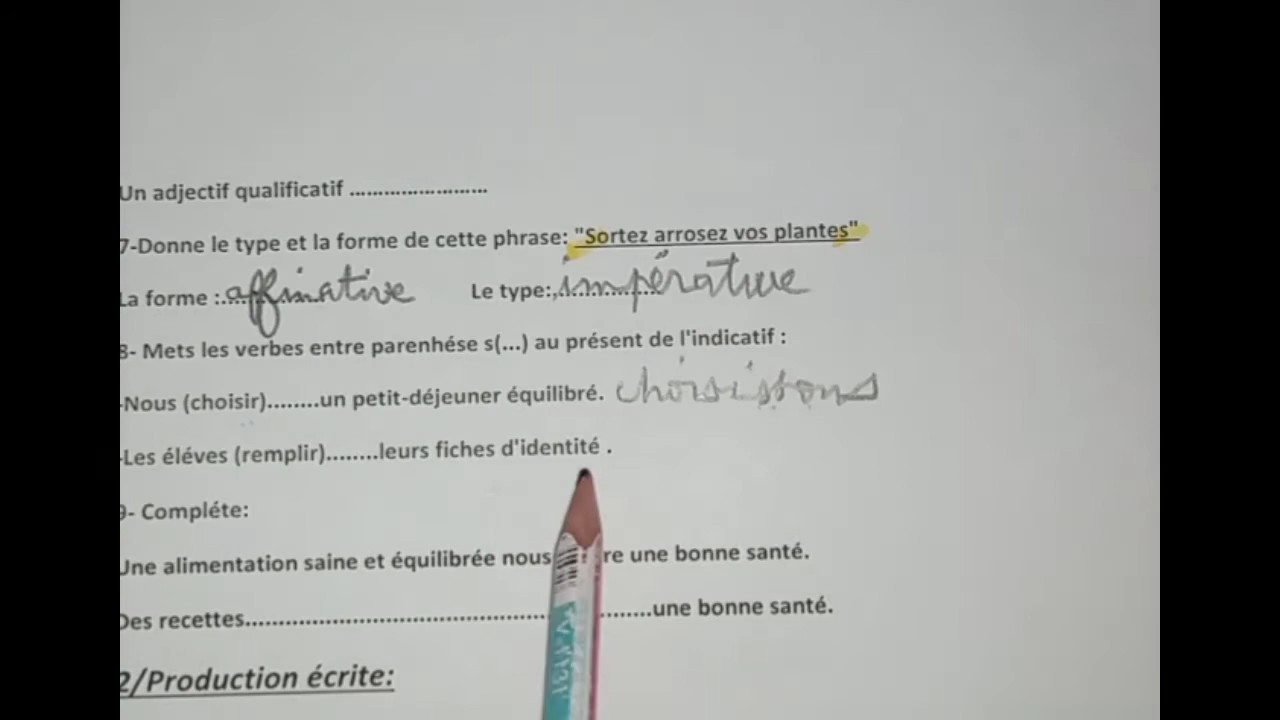 Un adjectif qualificatif ........................
7-Donne le type et la forme de cette phrase: "Sortez arrosez vos plantes"
La forme :....affinative Le type:...impérative
8- Mets les verbes entre parenhése s(...) au présent de l'indicatif :
-Nous (choisir)........un petit-déjeuner équilibré. choisissons
-Les éléves (remplir)........leurs fiches d'identité .
9- Compléte:
Une alimentation saine et équilibrée nous re une bonne santé.
Des recettes...............................................................une bonne santé.
2/Production écrite: